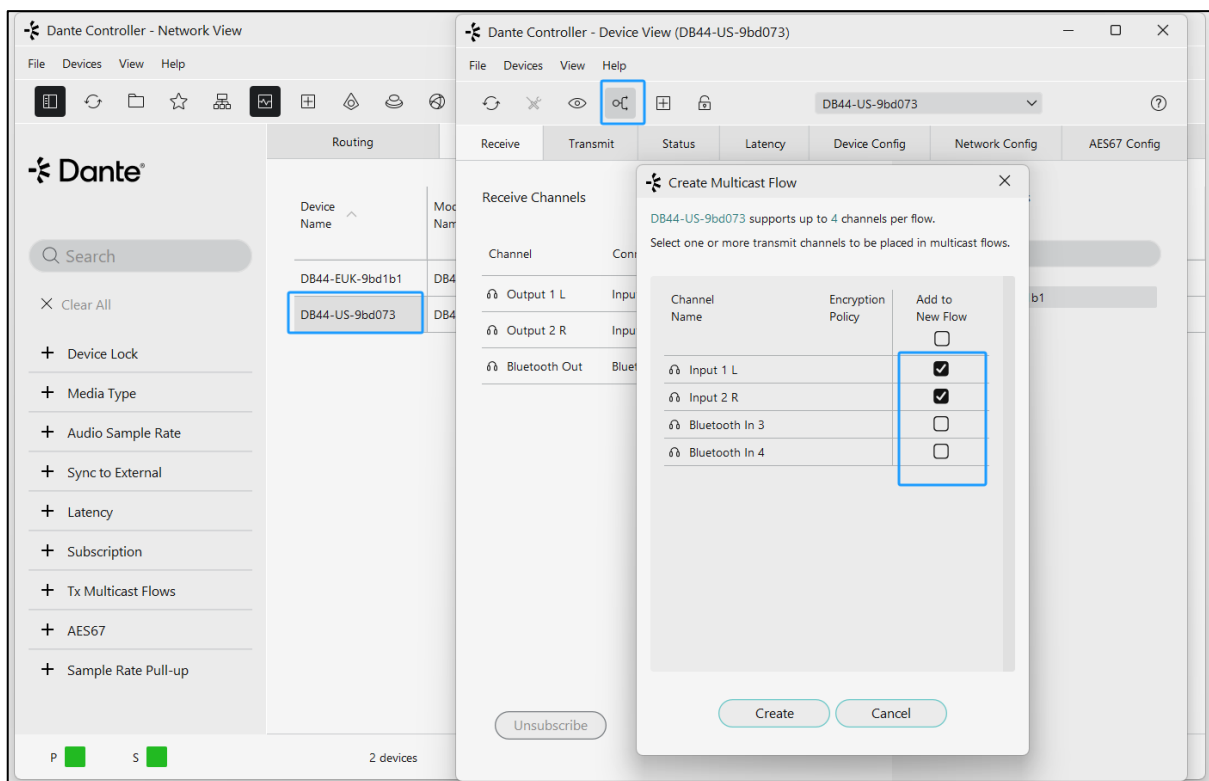 Dante Controller - Network View
File Devices View Help
Dante
Search
Clear All
Device Lock
Media Type
Audio Sample Rate
Sync to External
Latency
Subscription
Tx Multicast Flows
AES67
Sample Rate Pull-up
P S
2 devices
Routing
Device
Name
DB44-EUK-9bd1b1 DB4
DB44-US-9bd073 DB4
Dante Controller - Device View (DB44-US-9bd073)
File Devices View Help
DB44-US-9bd073
Receive Transmit Status Latency Device Config Network Config AES67 Config
Receive Channels
Channel
Output 1 L
Output 2 R
Bluetooth Out
b1
Unsubscribe
Create Multicast Flow
DB44-US-9bd073 supports up to 4 channels per flow.
Select one or more transmit channels to be placed in multicast flows.
Channel
Name
Encryption
Policy
Add to
New Flow
Input 1 L
Input 2 R
Bluetooth In 3
Bluetooth In 4
Create Cancel